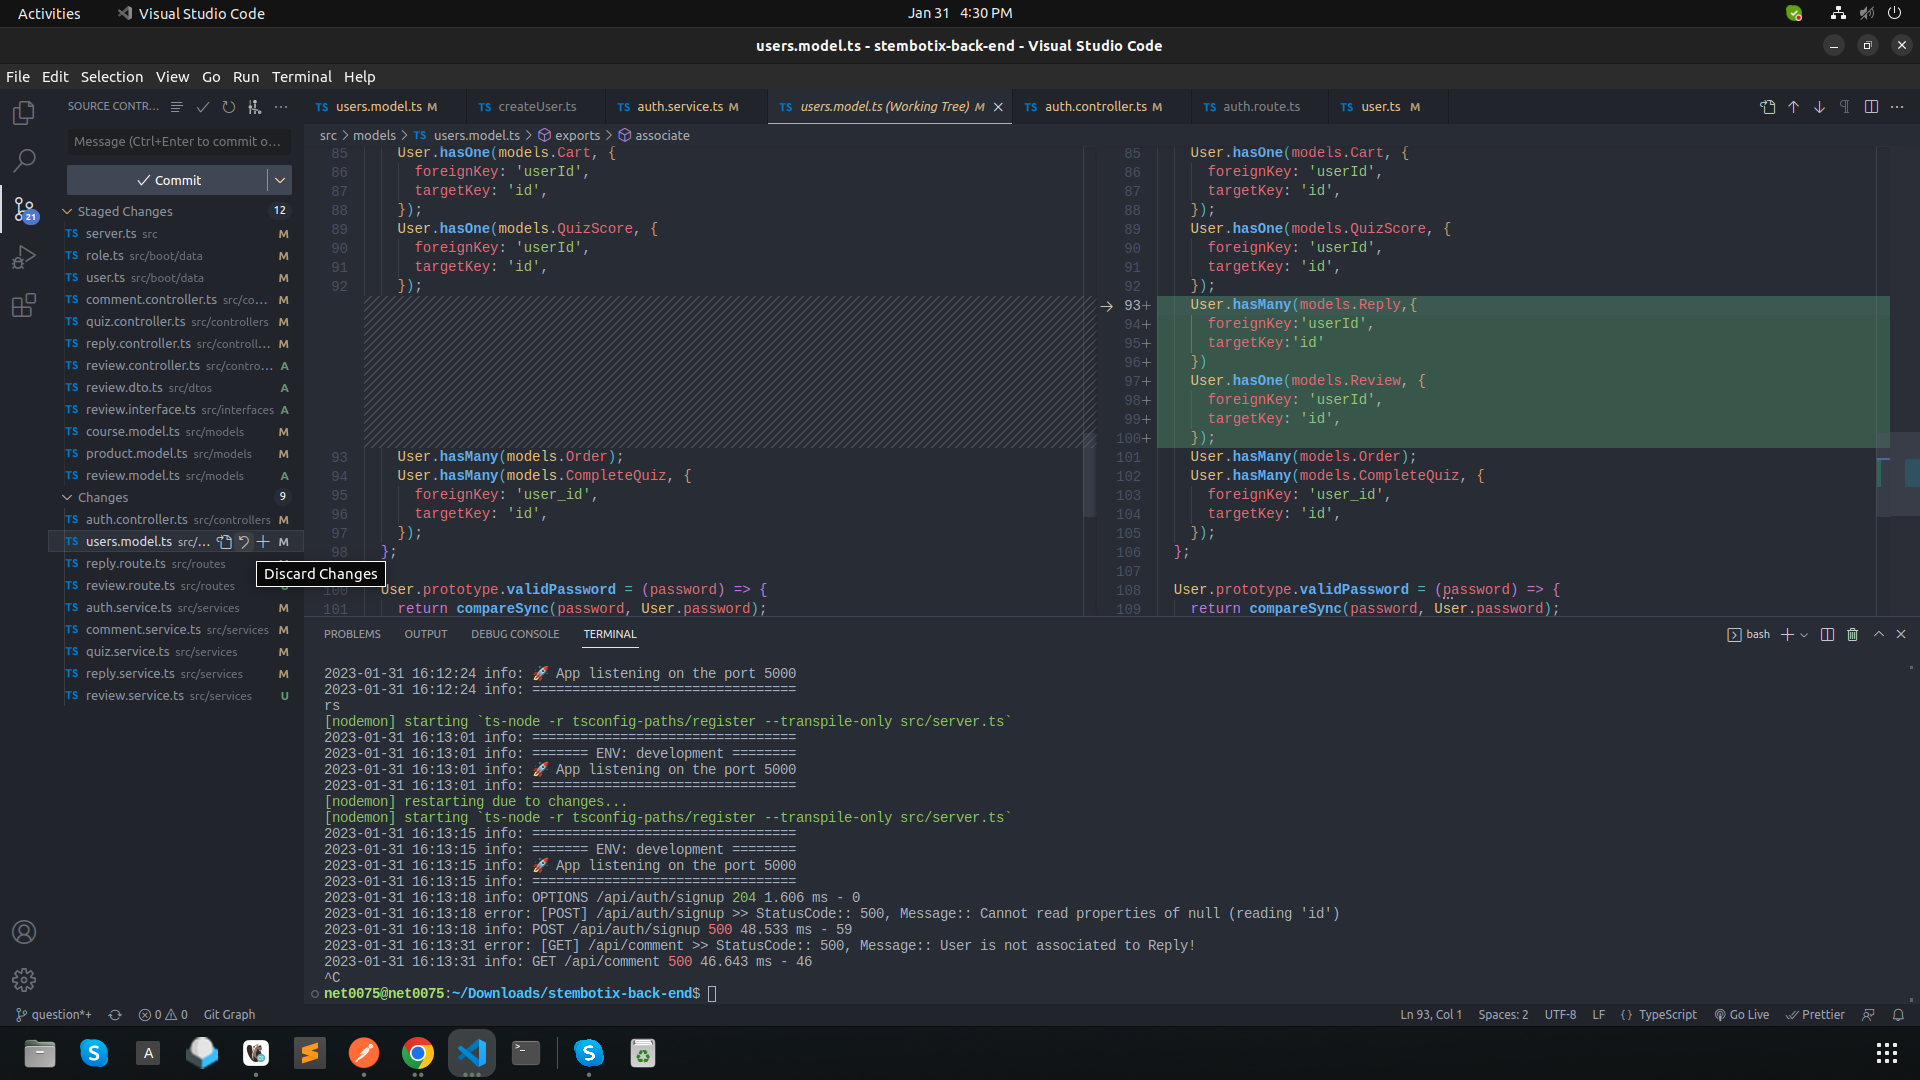 Activities
Visual Studio Code
Jan 31 4:30 PM
users.model.ts - stembotix-back-end - Visual Studio Code
File Edit Selection View Go Run Terminal Help
SOURCE CONTR...
TS users.model.ts M
TS createUser.ts
TS auth.service.ts M
TS users.model.ts (Working Tree) M
TS auth.controller.ts M
TS auth.route.ts
TS user.ts M
src > models > TS users.model.ts > exports > associate
Message (Ctrl+Enter to commit o...
Commit
21
Staged Changes 12
TS server.ts src M
TS role.ts src/boot/data M
TS user.ts src/boot/data M
TS comment.controller.ts src/co... M
TS quiz.controller.ts src/controllers M
TS reply.controller.ts src/controll... M
TS review.controller.ts src/contro... A
TS review.dto.ts src/dtos A
TS review.interface.ts src/interfaces A
TS course.model.ts src/models M
TS product.model.ts src/models M
TS review.model.ts src/models A
Changes 9
TS auth.controller.ts src/controllers M
TS users.model.ts src/... M
TS reply.route.ts src/routes
TS review.route.ts src/routes
TS auth.service.ts src/services M
TS comment.service.ts src/services M
TS quiz.service.ts src/services M
TS reply.service.ts src/services M
TS review.service.ts src/services U
Discard Changes
85 User.hasOne(models.Cart, {
86 foreignKey: 'userId',
87 targetKey: 'id',
88 });
89 User.hasOne(models.QuizScore, {
90 foreignKey: 'userId',
91 targetKey: 'id',
92 });
93 User.hasMany(models.Order);
94 User.hasMany(models.CompleteQuiz, {
95 foreignKey: 'user_id',
96 targetKey: 'id',
97 });
98 };
100 User.prototype.validPassword = (password) => {
101 return compareSync(password, User.password);
85 User.hasOne(models.Cart, {
86 foreignKey: 'userId',
87 targetKey: 'id',
88 });
89 User.hasOne(models.QuizScore, {
90 foreignKey: 'userId',
91 targetKey: 'id',
92 });
93+ User.hasMany(models.Reply,{
94+ foreignKey:'userId',
95+ targetKey:'id'
96+ })
97+ User.hasOne(models.Review, {
98+ foreignKey: 'userId',
99+ targetKey: 'id',
100+ });
101 User.hasMany(models.Order);
102 User.hasMany(models.CompleteQuiz, {
103 foreignKey: 'user_id',
104 targetKey: 'id',
105 });
106 };
107
108 User.prototype.validPassword = (password) => {
109 return compareSync(password, User.password);
PROBLEMS OUTPUT DEBUG CONSOLE TERMINAL
bash
2023-01-31 16:12:24 info: 🚀 App listening on the port 5000
2023-01-31 16:12:24 info: =================================
rs
[nodemon] starting `ts-node -r tsconfig-paths/register --transpile-only src/server.ts`
2023-01-31 16:13:01 info: =================================
2023-01-31 16:13:01 info: ======= ENV: development ========
2023-01-31 16:13:01 info: 🚀 App listening on the port 5000
2023-01-31 16:13:01 info: =================================
[nodemon] restarting due to changes...
[nodemon] starting `ts-node -r tsconfig-paths/register --transpile-only src/server.ts`
2023-01-31 16:13:15 info: =================================
2023-01-31 16:13:15 info: ======= ENV: development ========
2023-01-31 16:13:15 info: 🚀 App listening on the port 5000
2023-01-31 16:13:15 info: =================================
2023-01-31 16:13:18 info: OPTIONS /api/auth/signup 204 1.606 ms - 0
2023-01-31 16:13:18 error: [POST] /api/auth/signup >> StatusCode:: 500, Message:: Cannot read properties of null (reading 'id')
2023-01-31 16:13:18 info: POST /api/auth/signup 500 48.533 ms - 59
2023-01-31 16:13:31 error: [GET] /api/comment >> StatusCode:: 500, Message:: User is not associated to Reply!
2023-01-31 16:13:31 info: GET /api/comment 500 46.643 ms - 46
^C
net0075@net0075:~/Downloads/stembotix-back-end$
question*+
0 0
Git Graph
Ln 93, Col 1 Spaces: 2 UTF-8 LF {} TypeScript Go Live Prettier